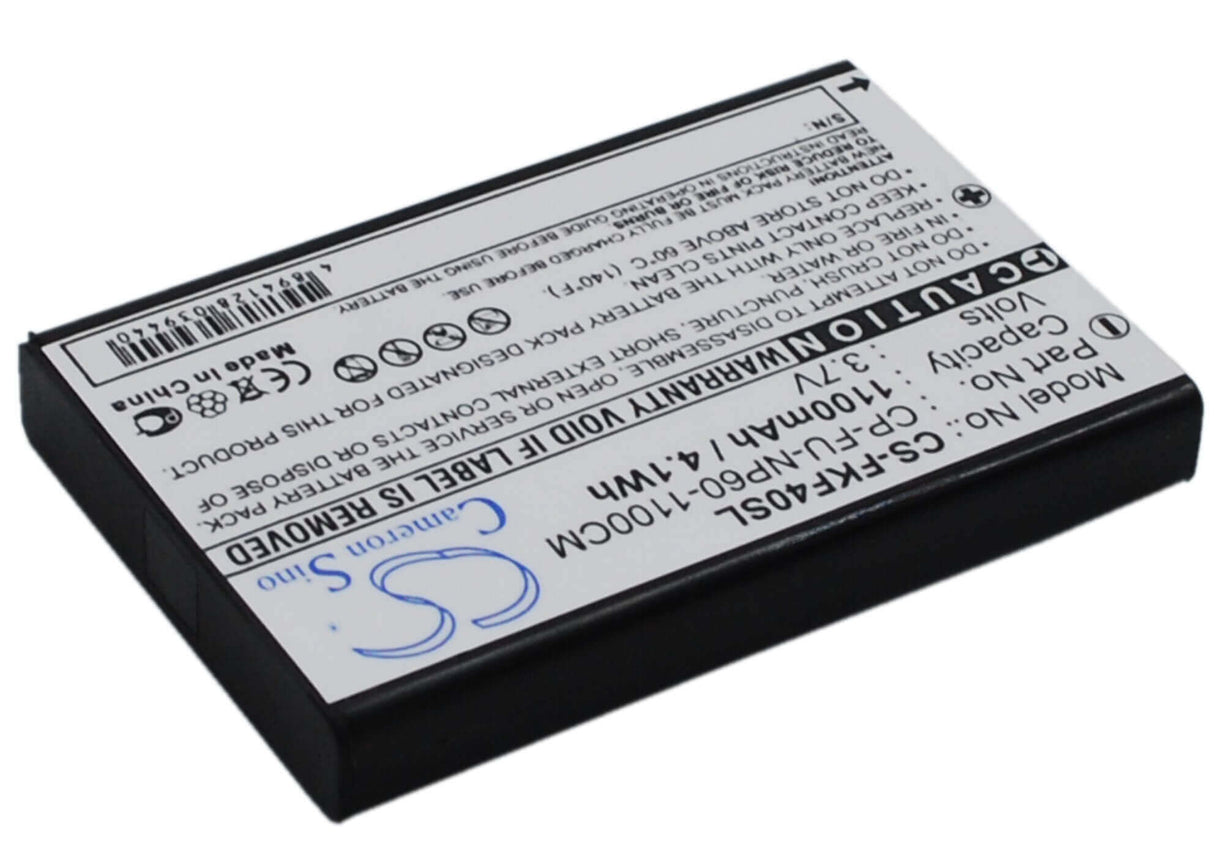 CS
Cameron Sino
Model No.: CS-FKF40SL
Part No. : CP-FU-NP60-1100CM
Capacity : 1100mAh / 4.1Wh
Volts : 3.7V
CAUTION WARRANTY VOID IF LABEL IS REMOVED
• DO NOT ATTEMPT TO DISASSEMBLE, OPEN OR SERVICE BATTERY PACK.
• DO NOT CRUSH, PUNCTURE, SHORT EXTERNAL CONTACTS OR DISPOSE OF
IN FIRE OR WATER.
• REPLACE ONLY WITH THE BATTERY PACK DESIGNATED FOR THIS PRODUCT.
• KEEP CONTACT PINTS CLEAN.
• DO NOT STORE ABOVE 60°C (140°F).
ATTENTION!
NEW BATTERY PACK MUST BE FULLY CHARGED BEFORE USE.
TO REDUCE RISK OF FIRE OR BURNS
READ INSTRUCTIONS IN OPERATING GUIDE BEFORE USING THE BATTERY
CE
Made in China
S/N:
4 894128 039440